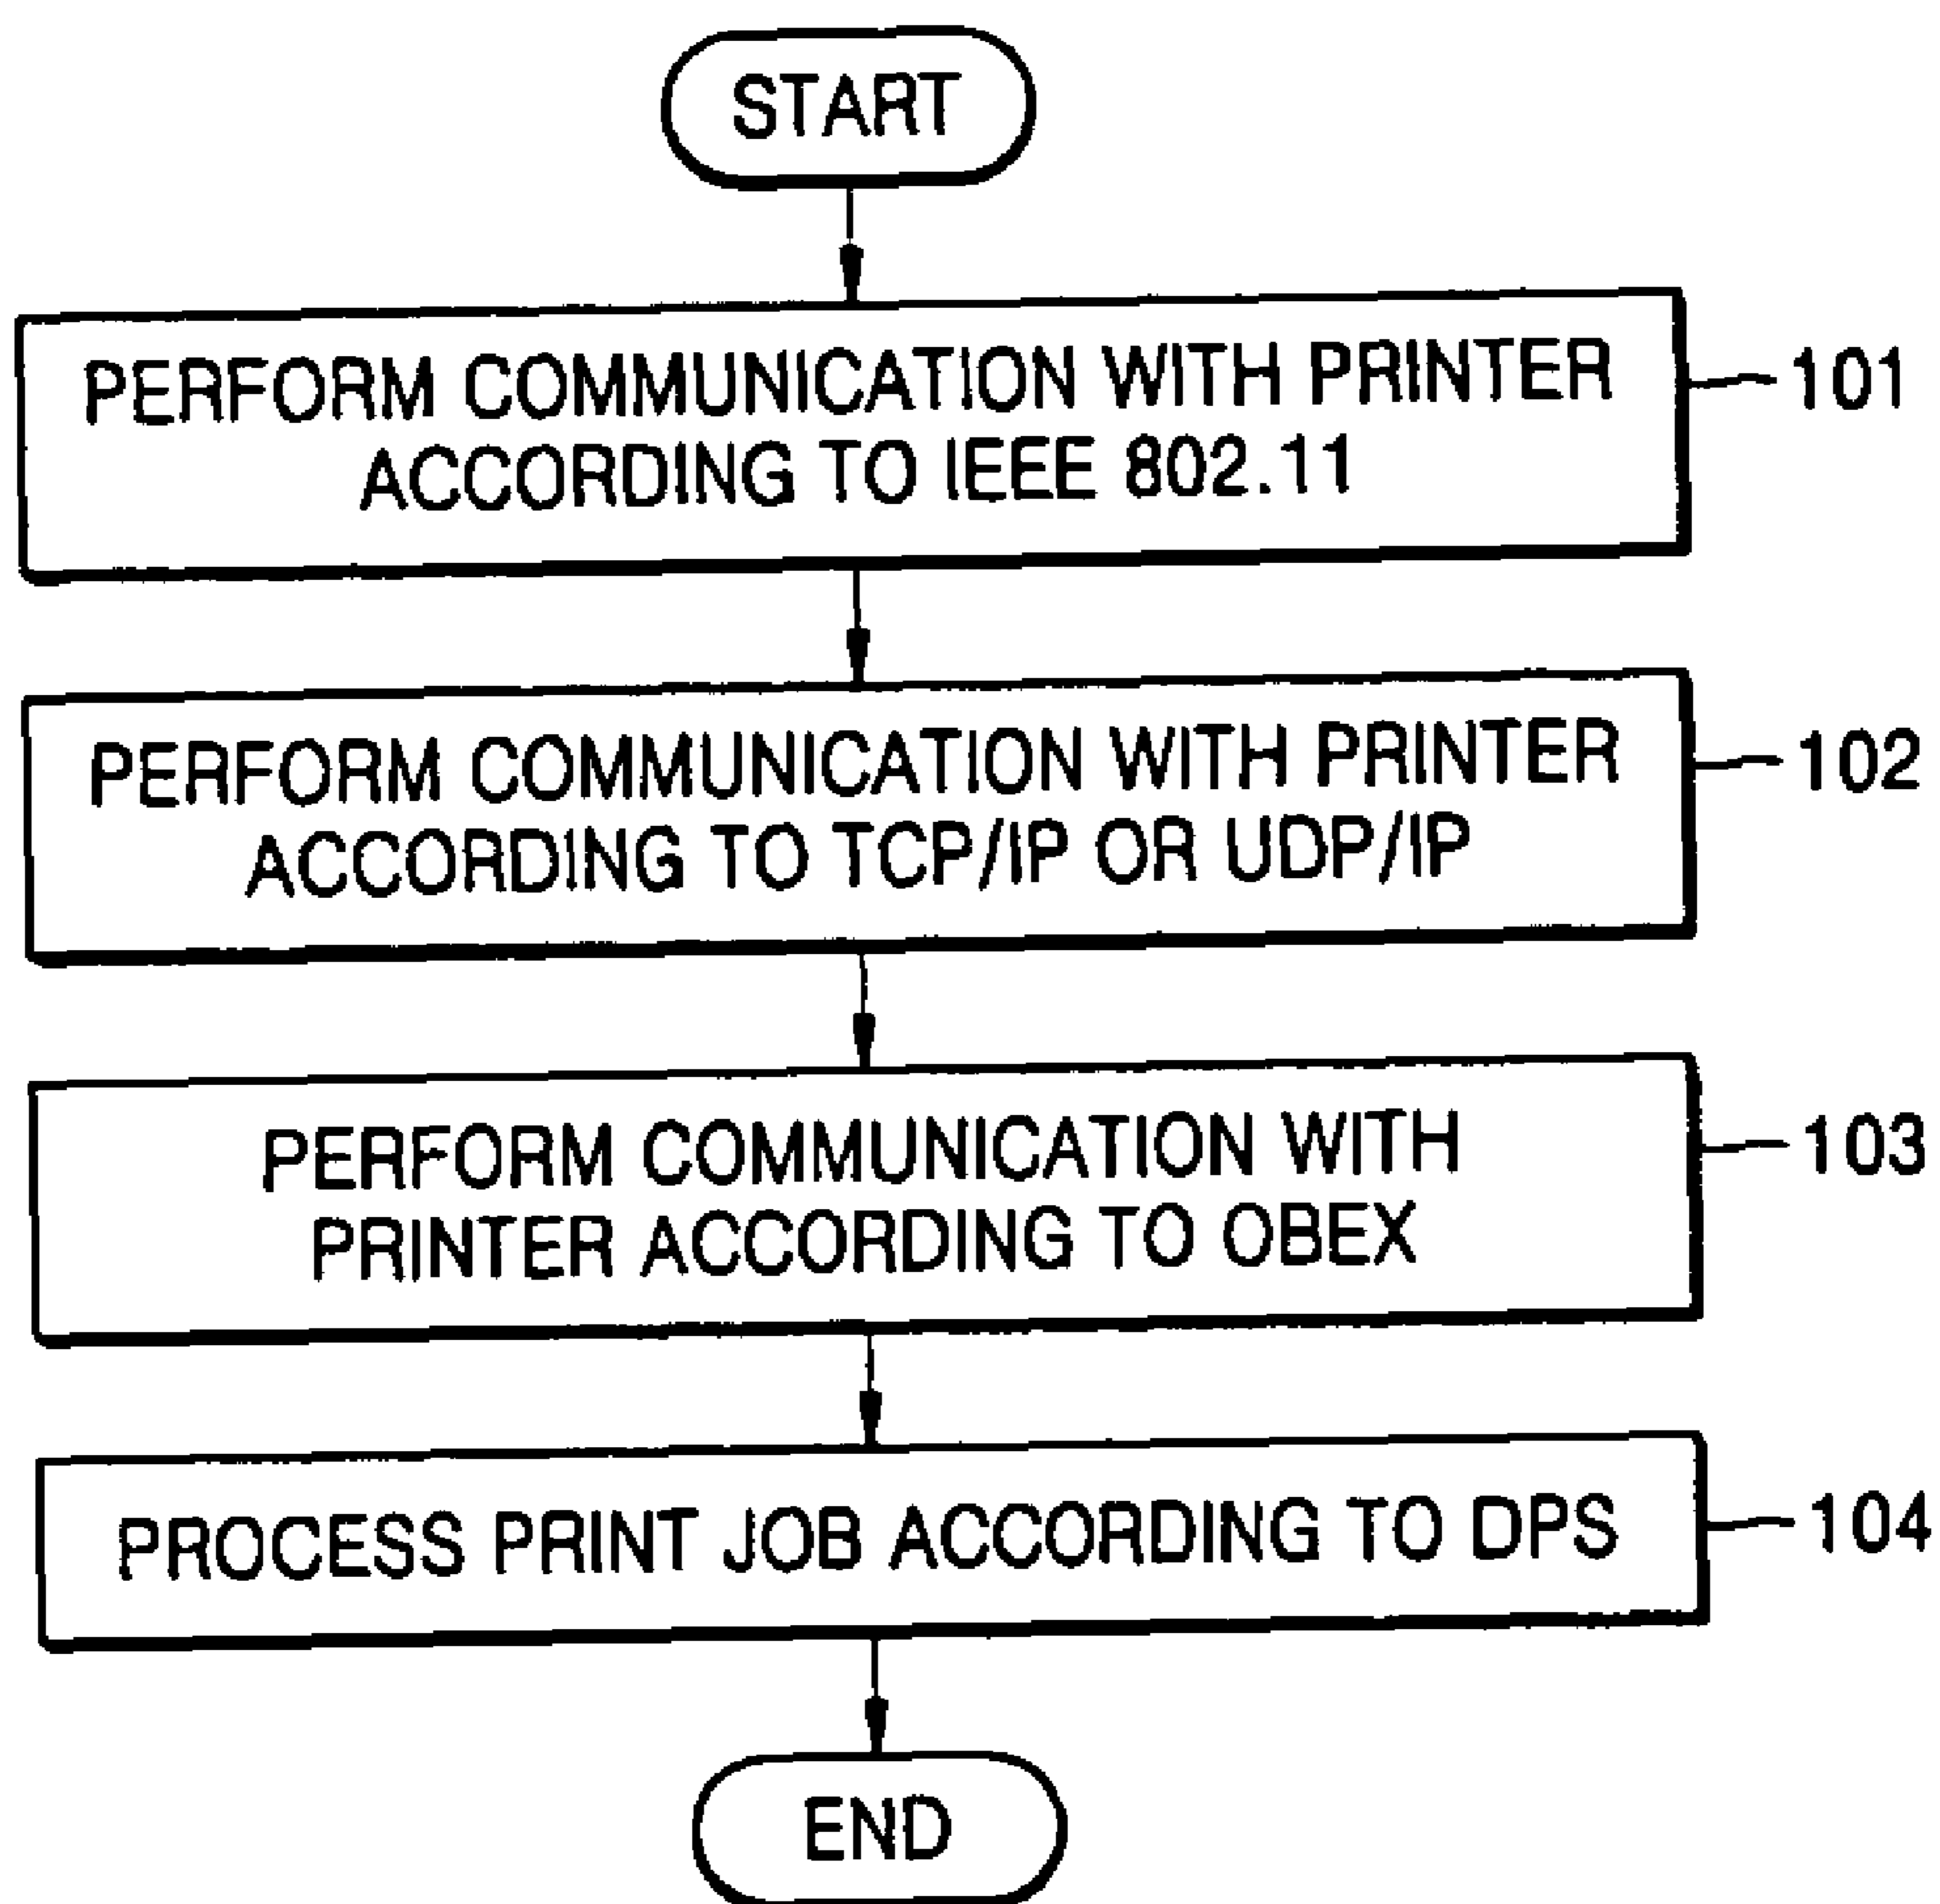 START
PERFORM COMMUNICATION WITH PRINTER
ACCORDING TO IEEE 802.11
101
PERFORM COMMUNICATION WITH PRINTER
ACCORDING TO TCP/IP OR UDP/IP
102
PERFORM COMMUNICATION WITH
PRINTER ACCORDING TO OBEX
103
PROCESS PRINT JOB ACCORDING TO DPS
104
END